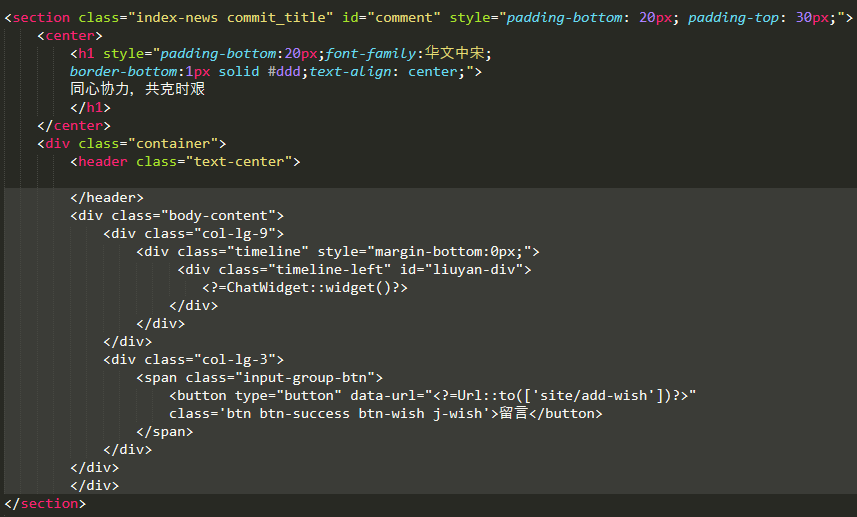 <section class="index-news commit_title" id="comment" style="padding-bottom: 20px; padding-top: 30px;">
<center>
<h1 style="padding-bottom:20px;font-family:华文中宋;
border-bottom:1px solid #ddd;text-align: center;">
同心协力，共克时艰
</h1>
</center>
<div class="container">
<header class="text-center">
</header>
<div class="body-content">
<div class="col-lg-9">
<div class="timeline" style="margin-bottom:0px;">
<div class="timeline-left" id="liuyan-div">
<?=ChatWidget::widget()?>
</div>
</div>
</div>
<div class="col-lg-3">
<span class="input-group-btn">
<button type="button" data-url="<?=Url::to(['site/add-wish'])?>"
class='btn btn-success btn-wish j-wish'>留言</button>
</span>
</div>
</div>
</div>
</section>